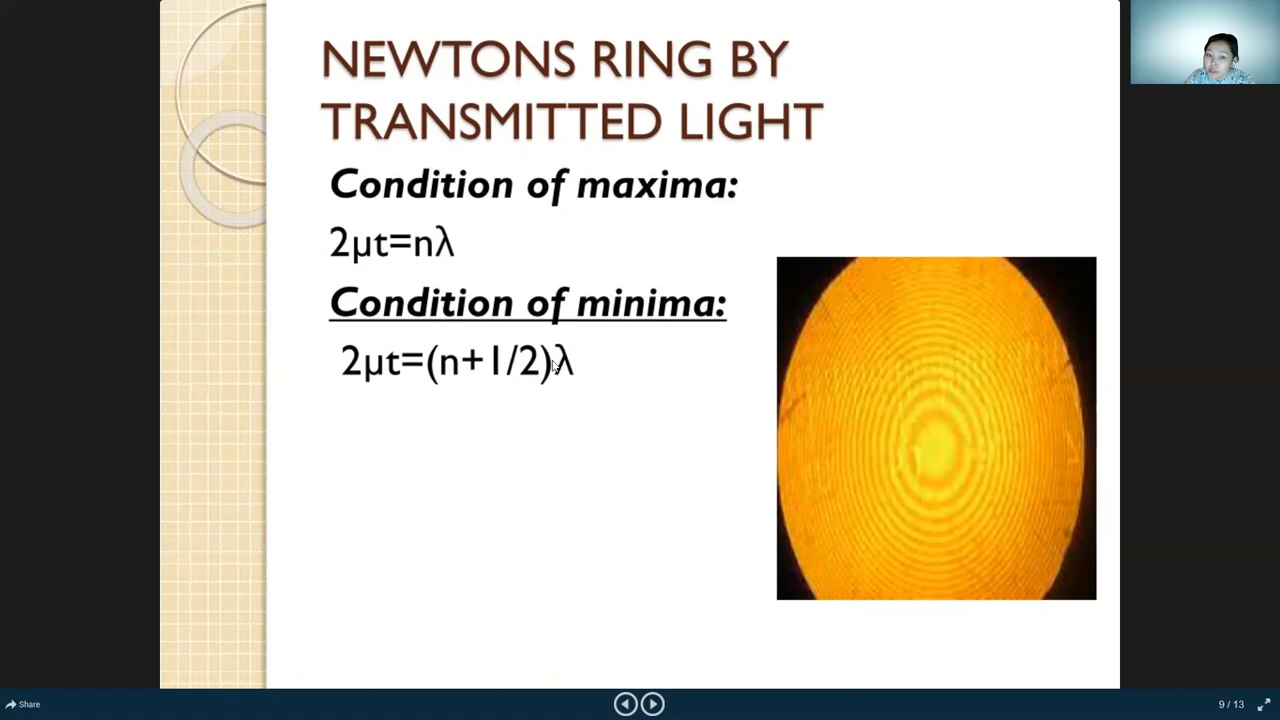 NEWTONS RING BY
TRANSMITTED LIGHT
Condition of maxima:
2μt=nλ
Condition of minima:
2μt=(n+1/2)λ
Share
9 / 13